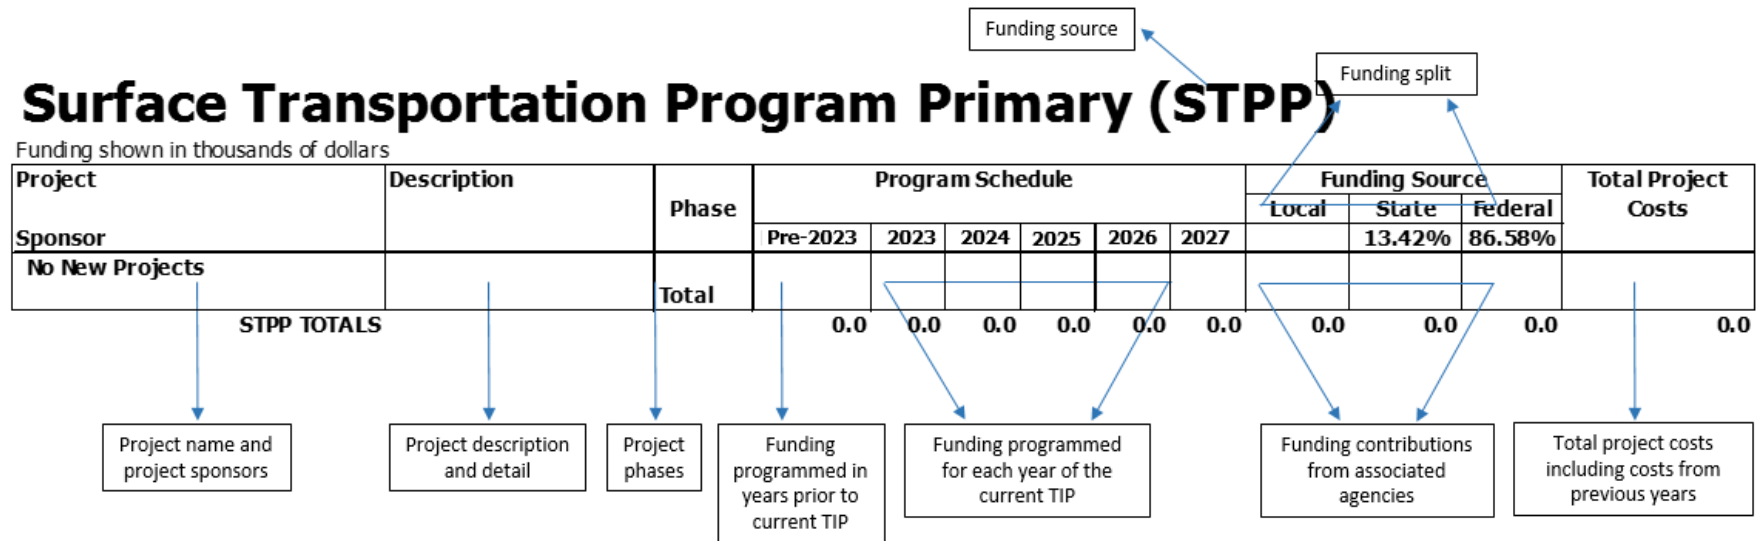 Funding source
Funding split
Surface Transportation Program Primary (STPP)
Funding shown in thousands of dollars
Project Description Program Schedule Funding Source Total Project
Phase Local State Federal Costs
Sponsor Pre-2023 2023 2024 2025 2026 2027 13.42% 86.58%
No New Projects
Total
STPP TOTALS 0.0 0.0 0.0 0.0 0.0 0.0 0.0 0.0 0.0 0.0
Project name and
project sponsors
Project description
and detail
Project
phases
Funding
programmed in
years prior to
current TIP
Funding programmed
for each year of the
current TIP
Funding contributions
from associated
agencies
Total project costs
including costs from
previous years